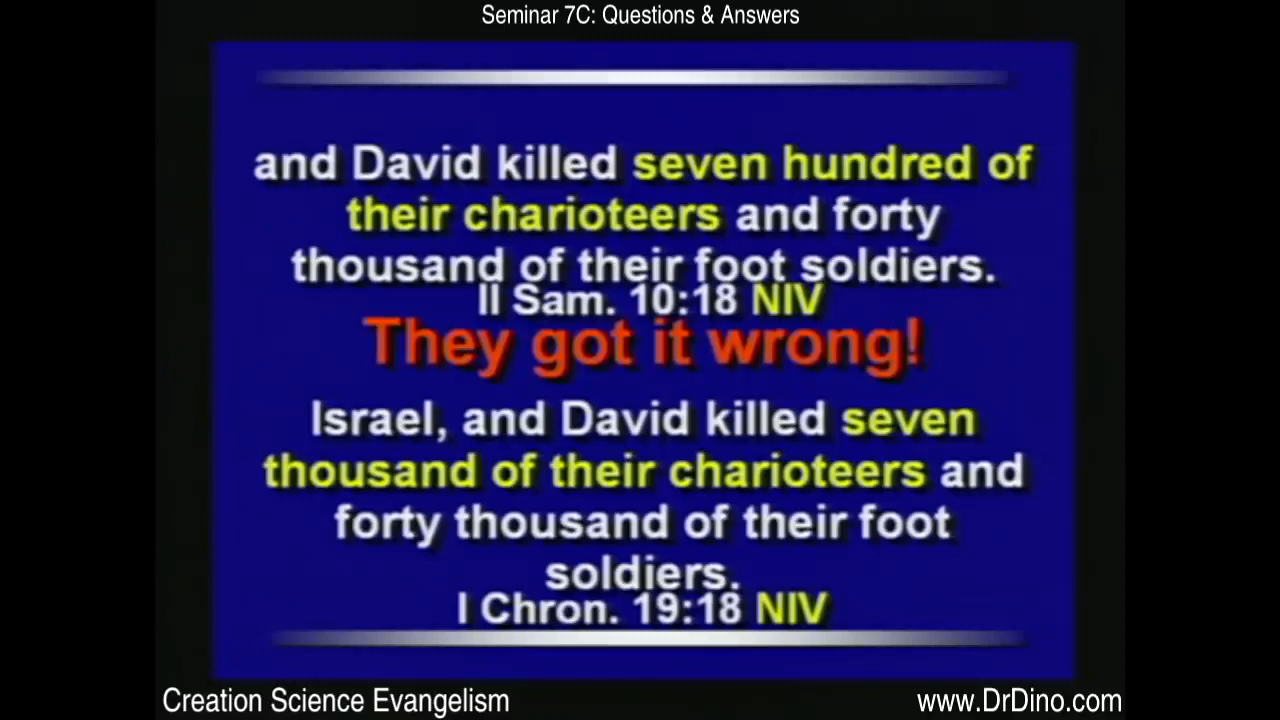 Seminar 7C: Questions & Answers
and David killed seven hundred of
their charioteers and forty
thousand of their foot soldiers.
II Sam. 10:18 NIV
They got it wrong!
Israel, and David killed seven
thousand of their charioteers and
forty thousand of their foot
soldiers.
I Chron. 19:18 NIV
Creation Science Evangelism
www.DrDino.com